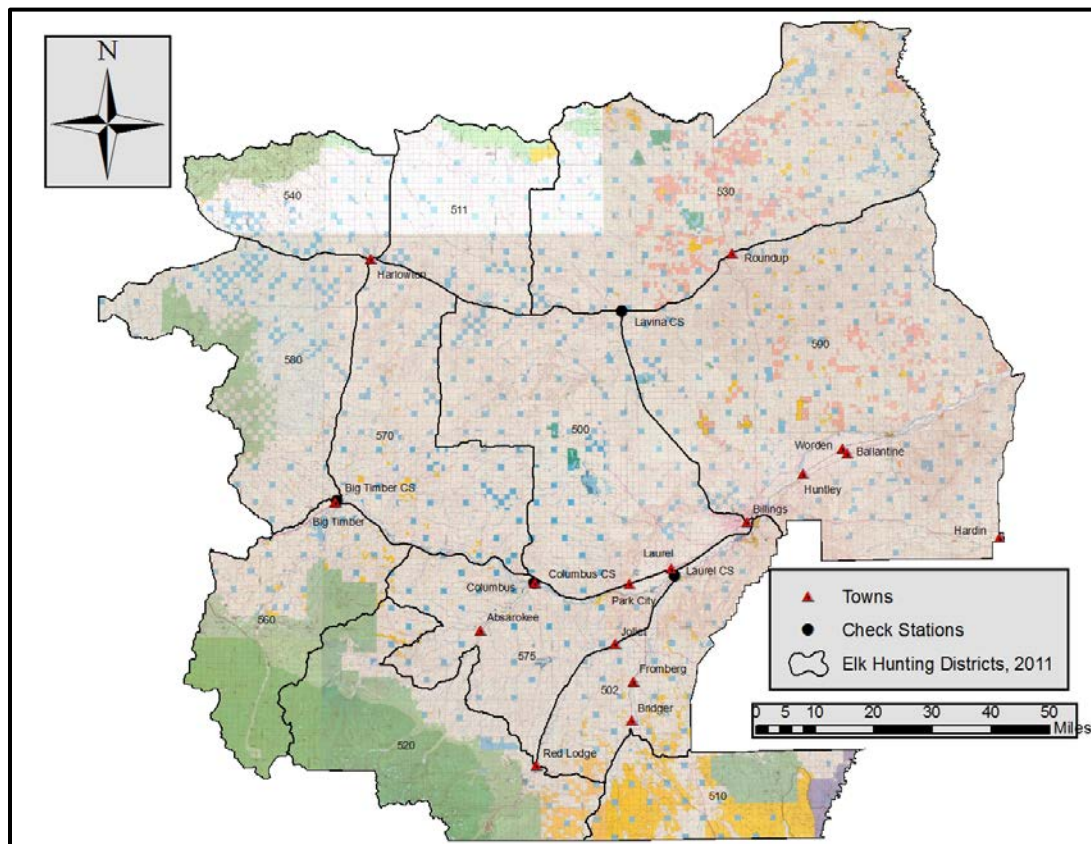 N
540
511
530
Harlowton
Roundup
Lavina CS
580
590
570
500
Worden
Ballantine
Big Timber CS
Huntley
Big Timber
Billings
Hardin
Laurel
Columbus CS
Laurel CS
Columbus
Park City
Absarokee
560
Joliet
575
Fromberg
502
Bridger
520
Red Lodge
510
Towns
Check Stations
Elk Hunting Districts, 2011
0 5 10 20 30 40 50
Miles